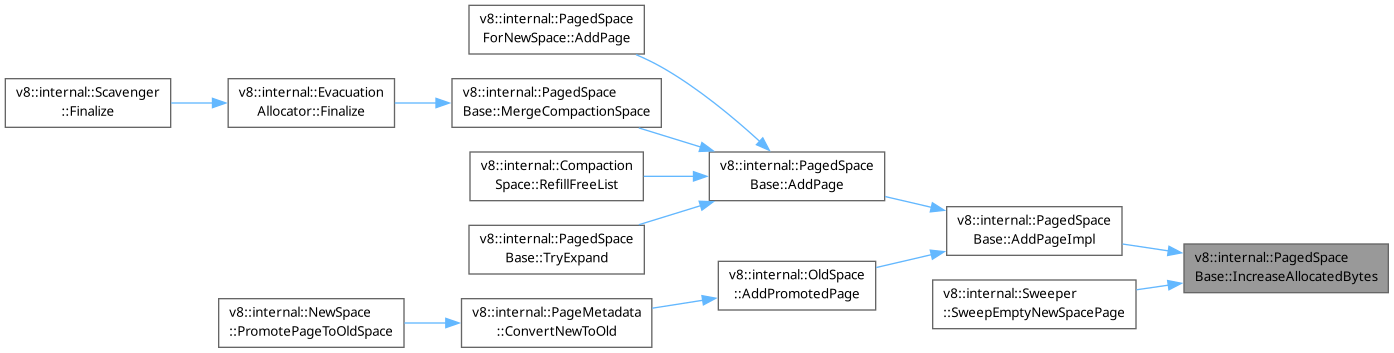 v8::internal::PagedSpace
ForNewSpace::AddPage
v8::internal::Scavenger
::Finalize
v8::internal::Evacuation
Allocator::Finalize
v8::internal::PagedSpace
Base::MergeCompactionSpace
v8::internal::Compaction
Space::RefillFreeList
v8::internal::PagedSpace
Base::AddPage
v8::internal::PagedSpace
Base::TryExpand
v8::internal::PagedSpace
Base::AddPageImpl
v8::internal::PagedSpace
Base::IncreaseAllocatedBytes
v8::internal::OldSpace
::AddPromotedPage
v8::internal::Sweeper
::SweepEmptyNewSpacePage
v8::internal::NewSpace
::PromotePageToOldSpace
v8::internal::PageMetadata
::ConvertNewToOld